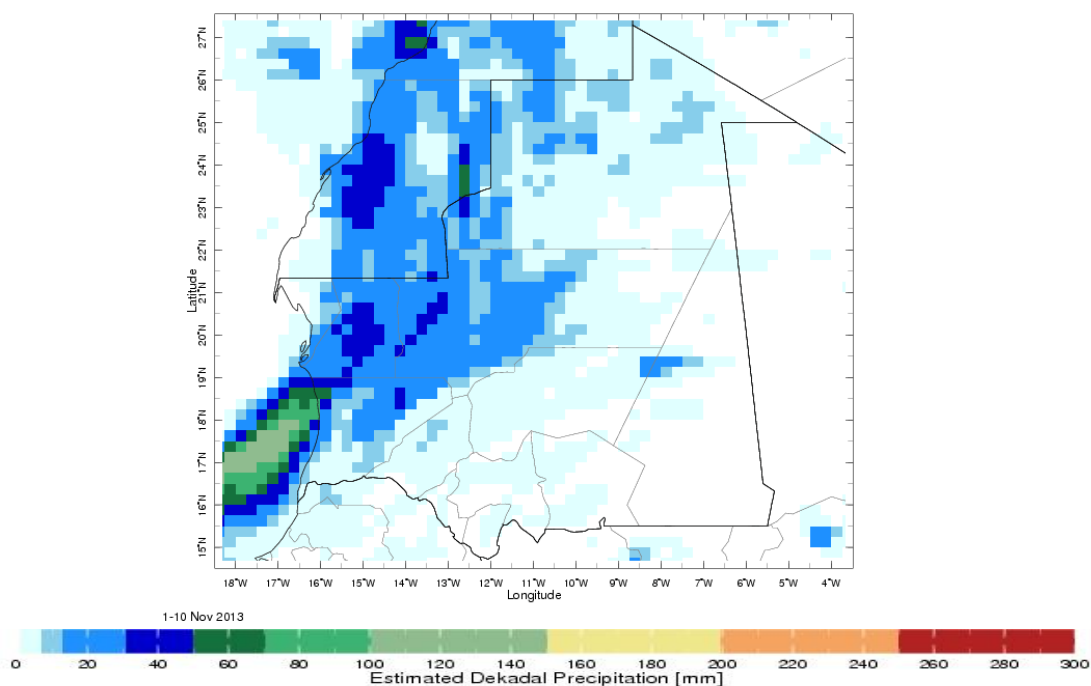 27°N
26°N
25°N
24°N
23°N
22°N
21°N
20°N
19°N
18°N
17°N
16°N
15°N
Latitude
18°W 17°W 16°W 15°W 14°W 13°W 12°W 11°W 10°W 9°W 8°W 7°W 6°W 5°W 4°W
Longitude
1-10 Nov 2013
0 20 40 60 80 100 120 140 160 180 200 220 240 260 280 300
Estimated Dekadal Precipitation [mm]